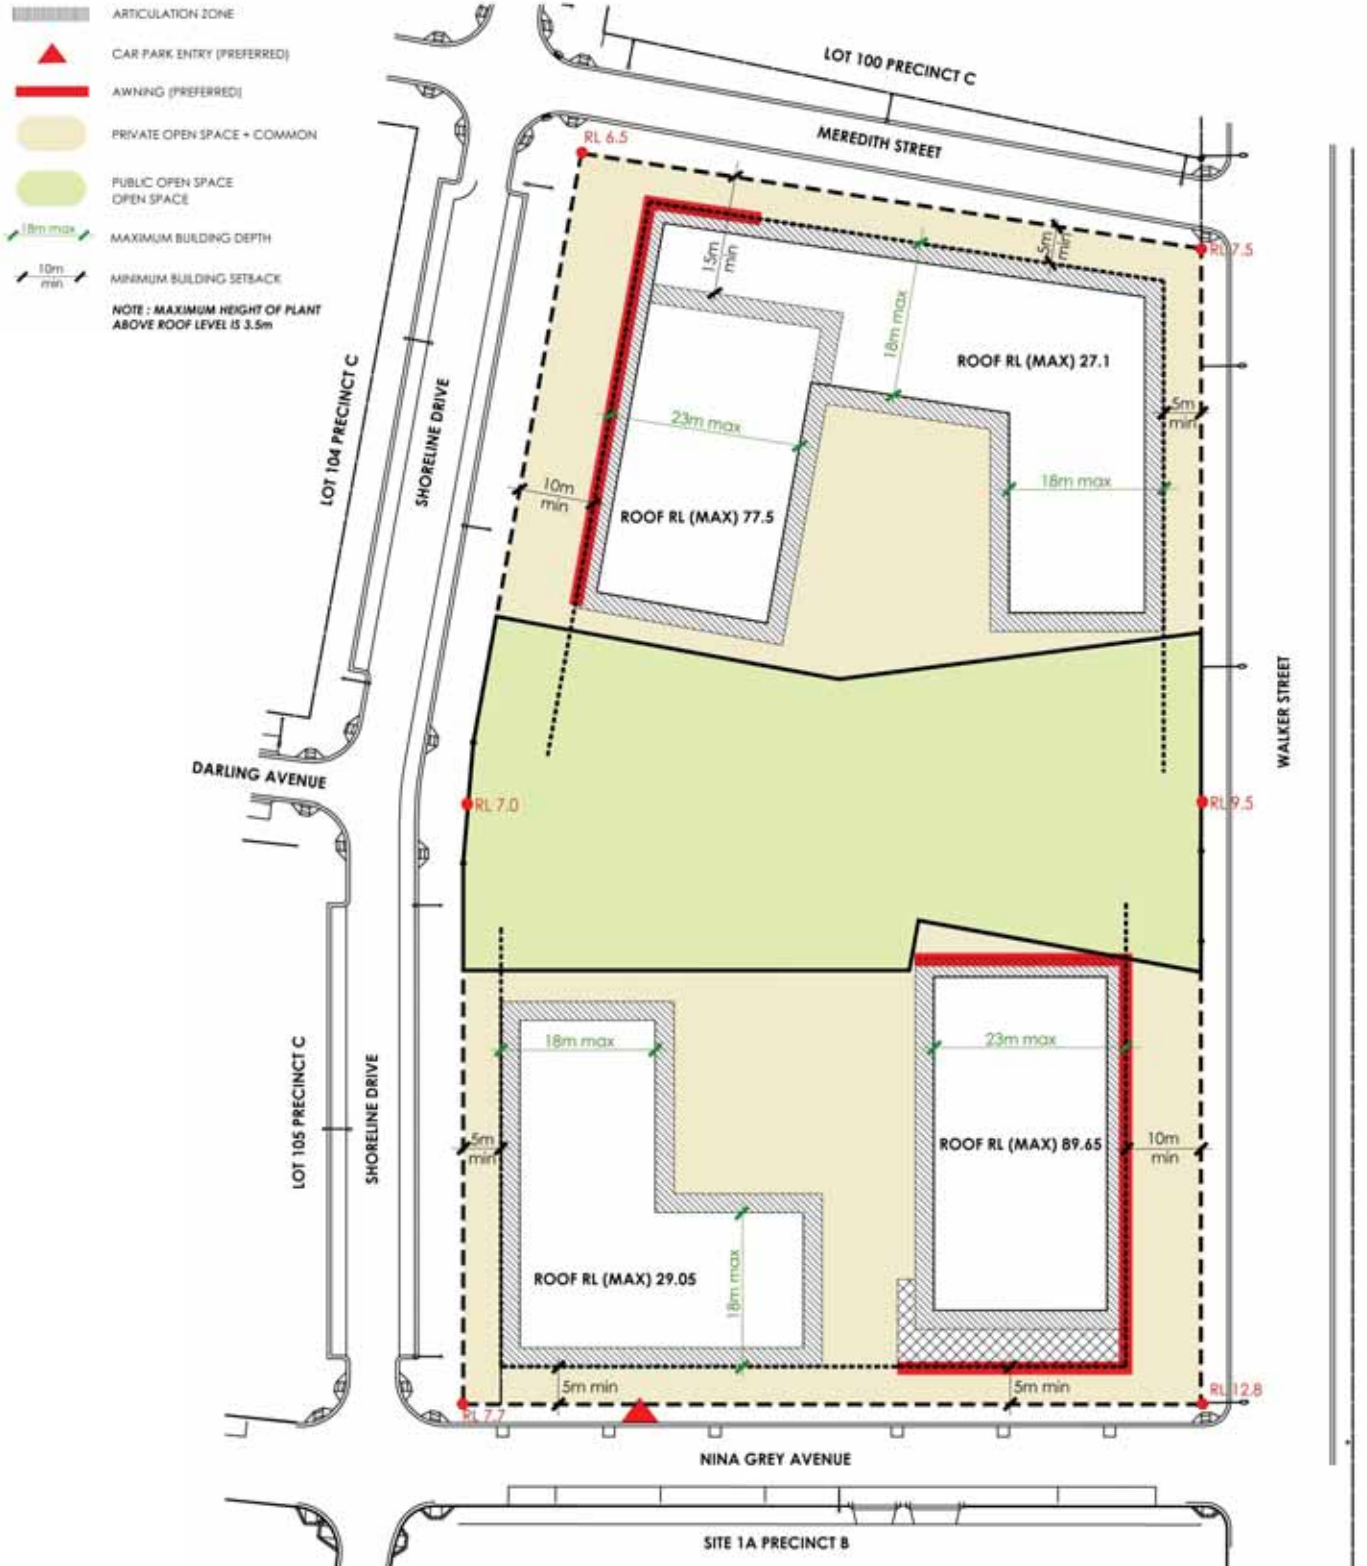 ARTICULATION ZONE
CAR PARK ENTRY (PREFERRED)
AWNING (PREFERRED)
PRIVATE OPEN SPACE + COMMON
PUBLIC OPEN SPACE
OPEN SPACE
18m max
MAXIMUM BUILDING DEPTH
10m
min
MINIMUM BUILDING SETBACK
NOTE : MAXIMUM HEIGHT OF PLANT
ABOVE ROOF LEVEL IS 3.5m
LOT 100 PRECINCT C
MEREDITH STREET
RL 6.5
RL 7.5
15m
min
5m
min
18m max
ROOF RL (MAX) 27.1
5m
min
23m max
18m max
10m
min
ROOF RL (MAX) 77.5
LOT 104 PRECINCT C
SHORELINE DRIVE
WALKER STREET
DARLING AVENUE
RL 7.0
RL 9.5
18m max
23m max
LOT 105 PRECINCT C
SHORELINE DRIVE
5m
min
ROOF RL (MAX) 89.65
10m
min
ROOF RL (MAX) 29.05
18m max
5m min
5m min
RL 12.8
RL 7.7
NINA GREY AVENUE
SITE 1A PRECINCT B